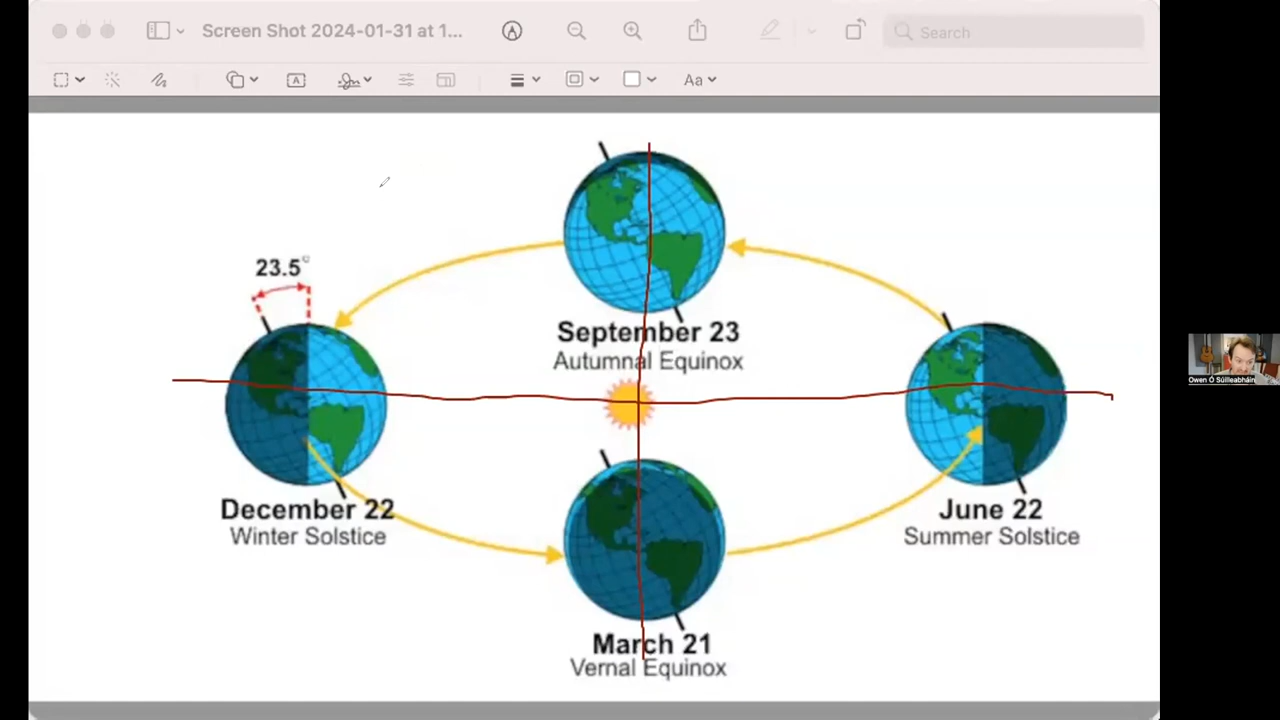 Screen Shot 2024-01-31 at 1...
Search
A
Aa
23.5°
September 23
Autumnal Equinox
December 22
Winter Solstice
June 22
Summer Solstice
March 21
Vernal Equinox
Owen Ó Súilleabháin